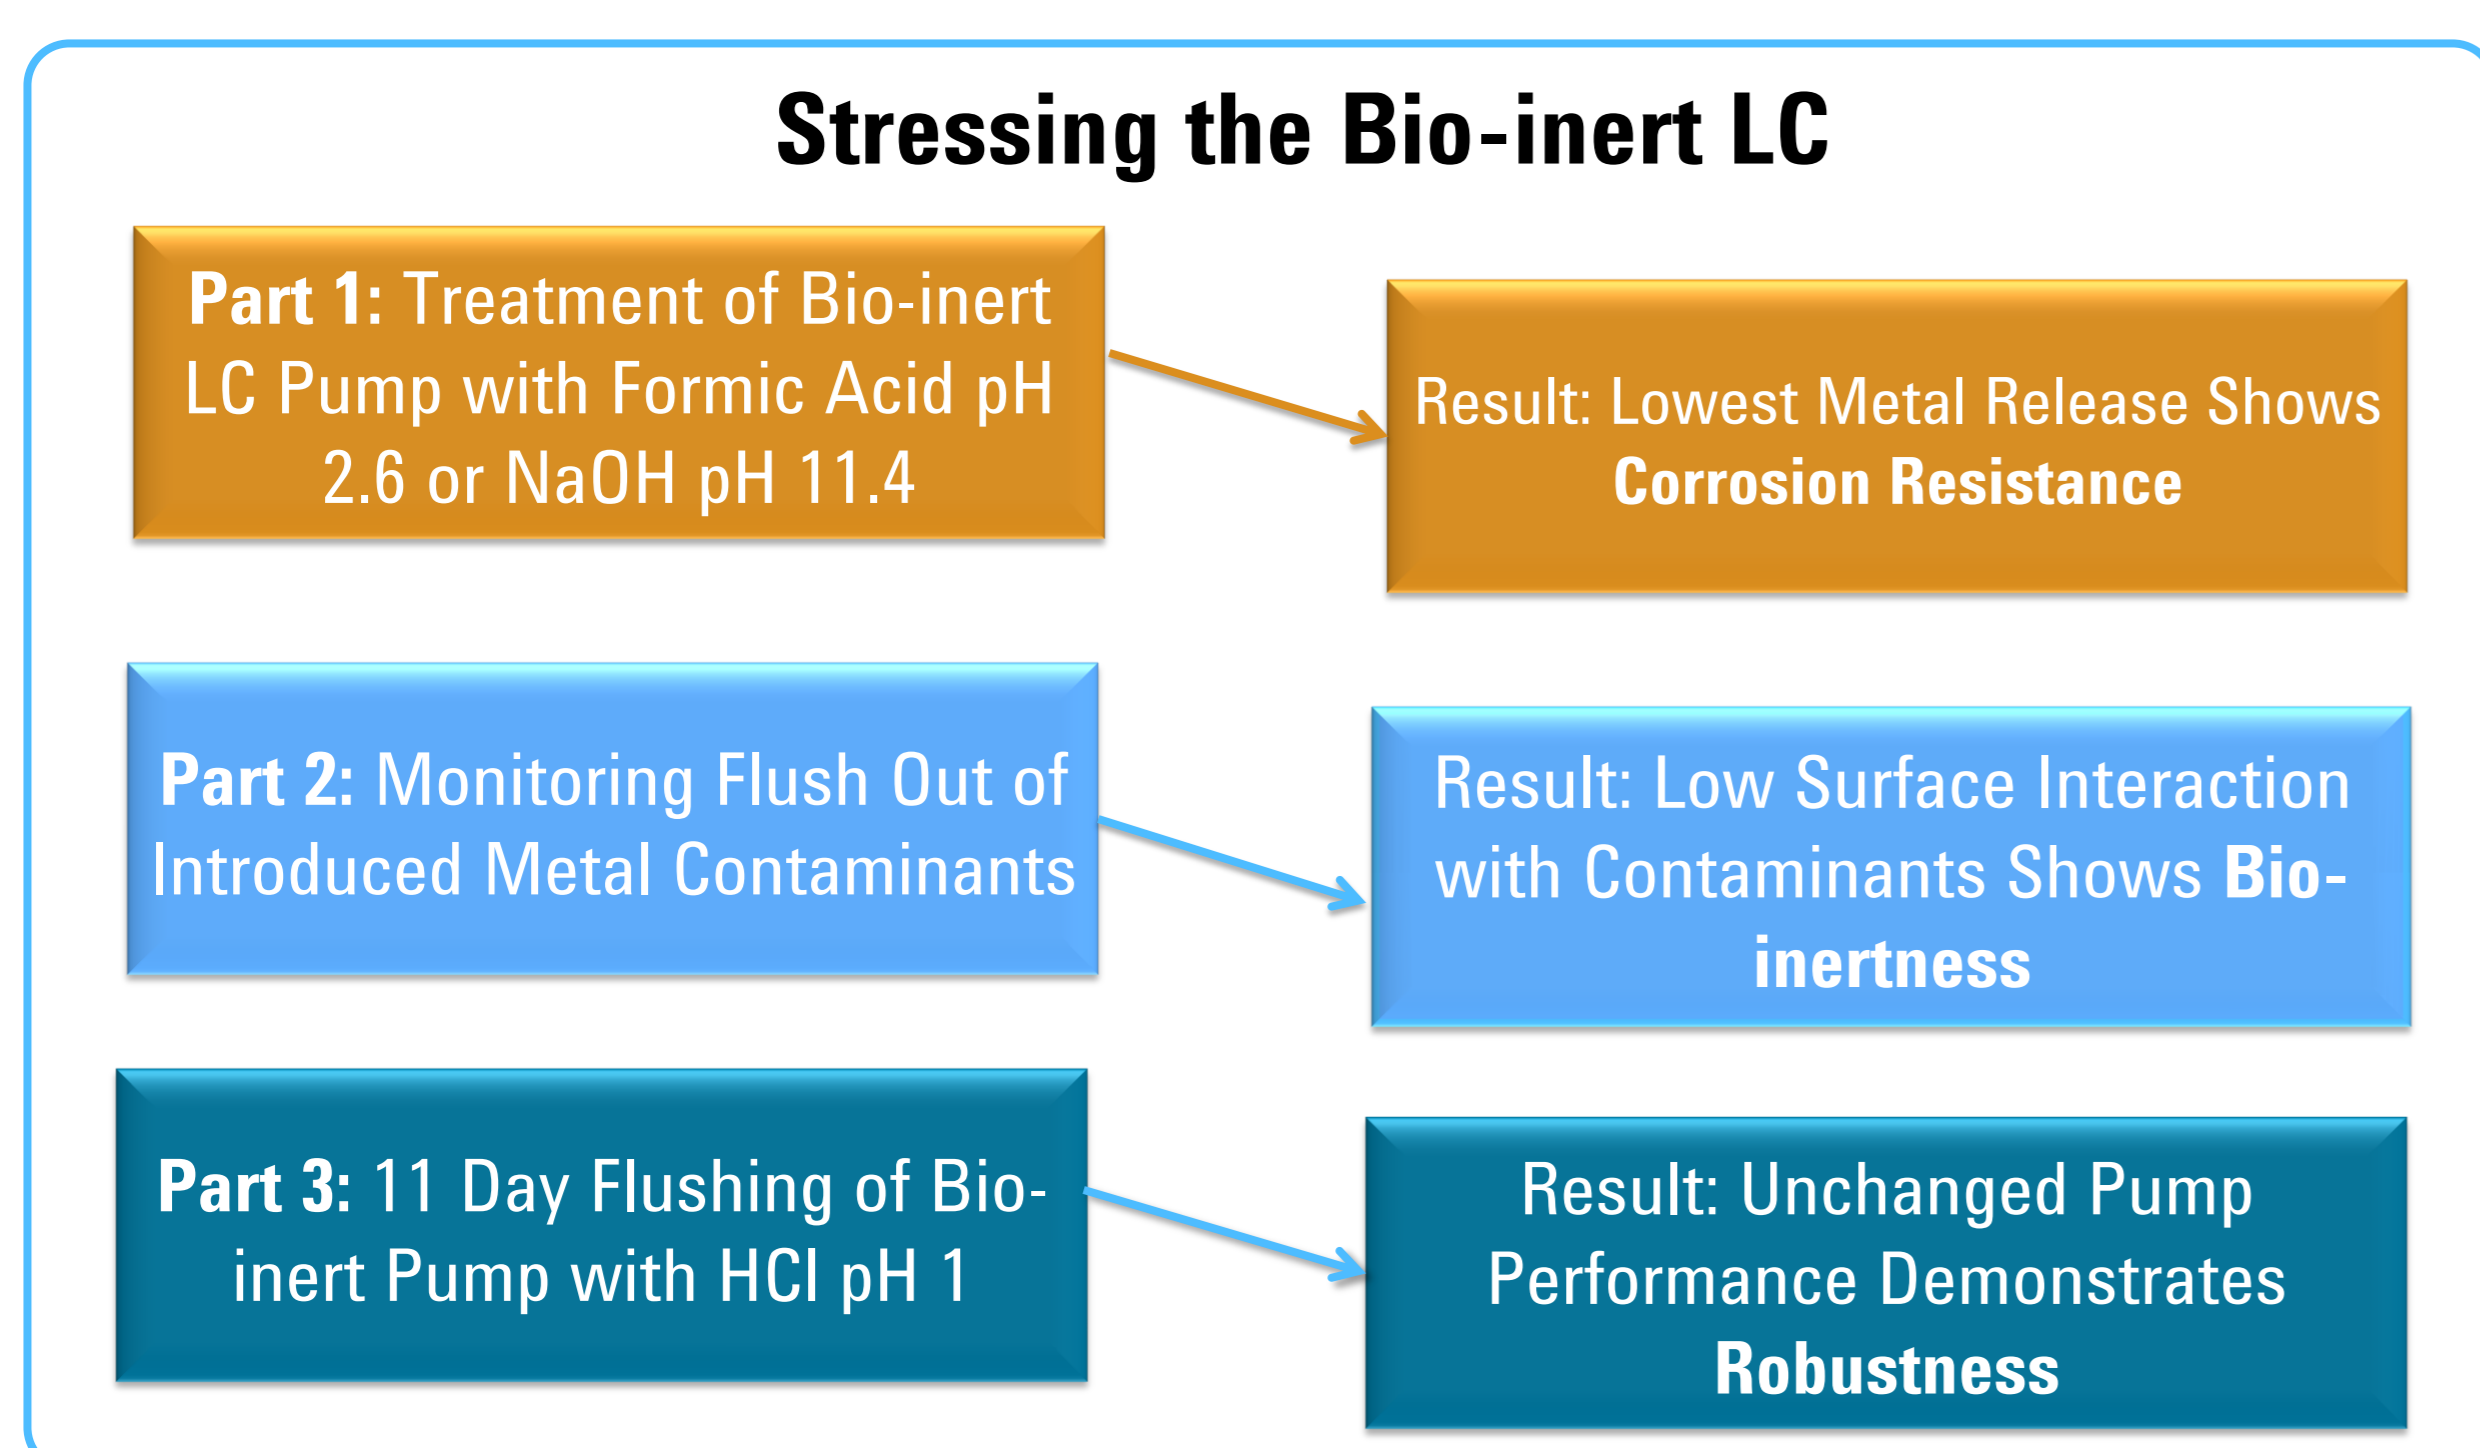 Stressing the Bio-inert LC
Part 1: Treatment of Bio-inert
LC Pump with Formic Acid pH
2.6 or NaOH pH 11.4
Result: Lowest Metal Release Shows
Corrosion Resistance
Part 2: Monitoring Flush Out of
Introduced Metal Contaminants
Result: Low Surface Interaction
with Contaminants Shows Bio-
inertness
Part 3: 11 Day Flushing of Bio-
inert Pump with HCl pH 1
Result: Unchanged Pump
Performance Demonstrates
Robustness